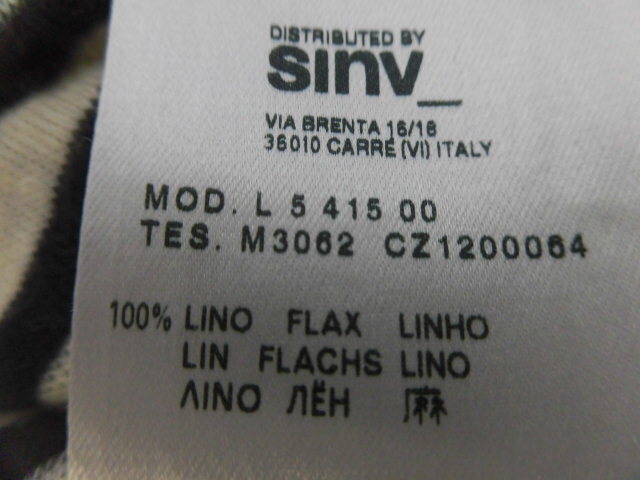 DISTRIBUTED BY
sinv_
VIA BRENTA 16/18
36010 CARRÉ (VI) ITALY
MOD. L 5 415 00
TES. M3062 CZ1200064
100% LINO FLAX LINHO
LIN FLACHS LINO
ΛΙΝΟ ЛЁН 麻